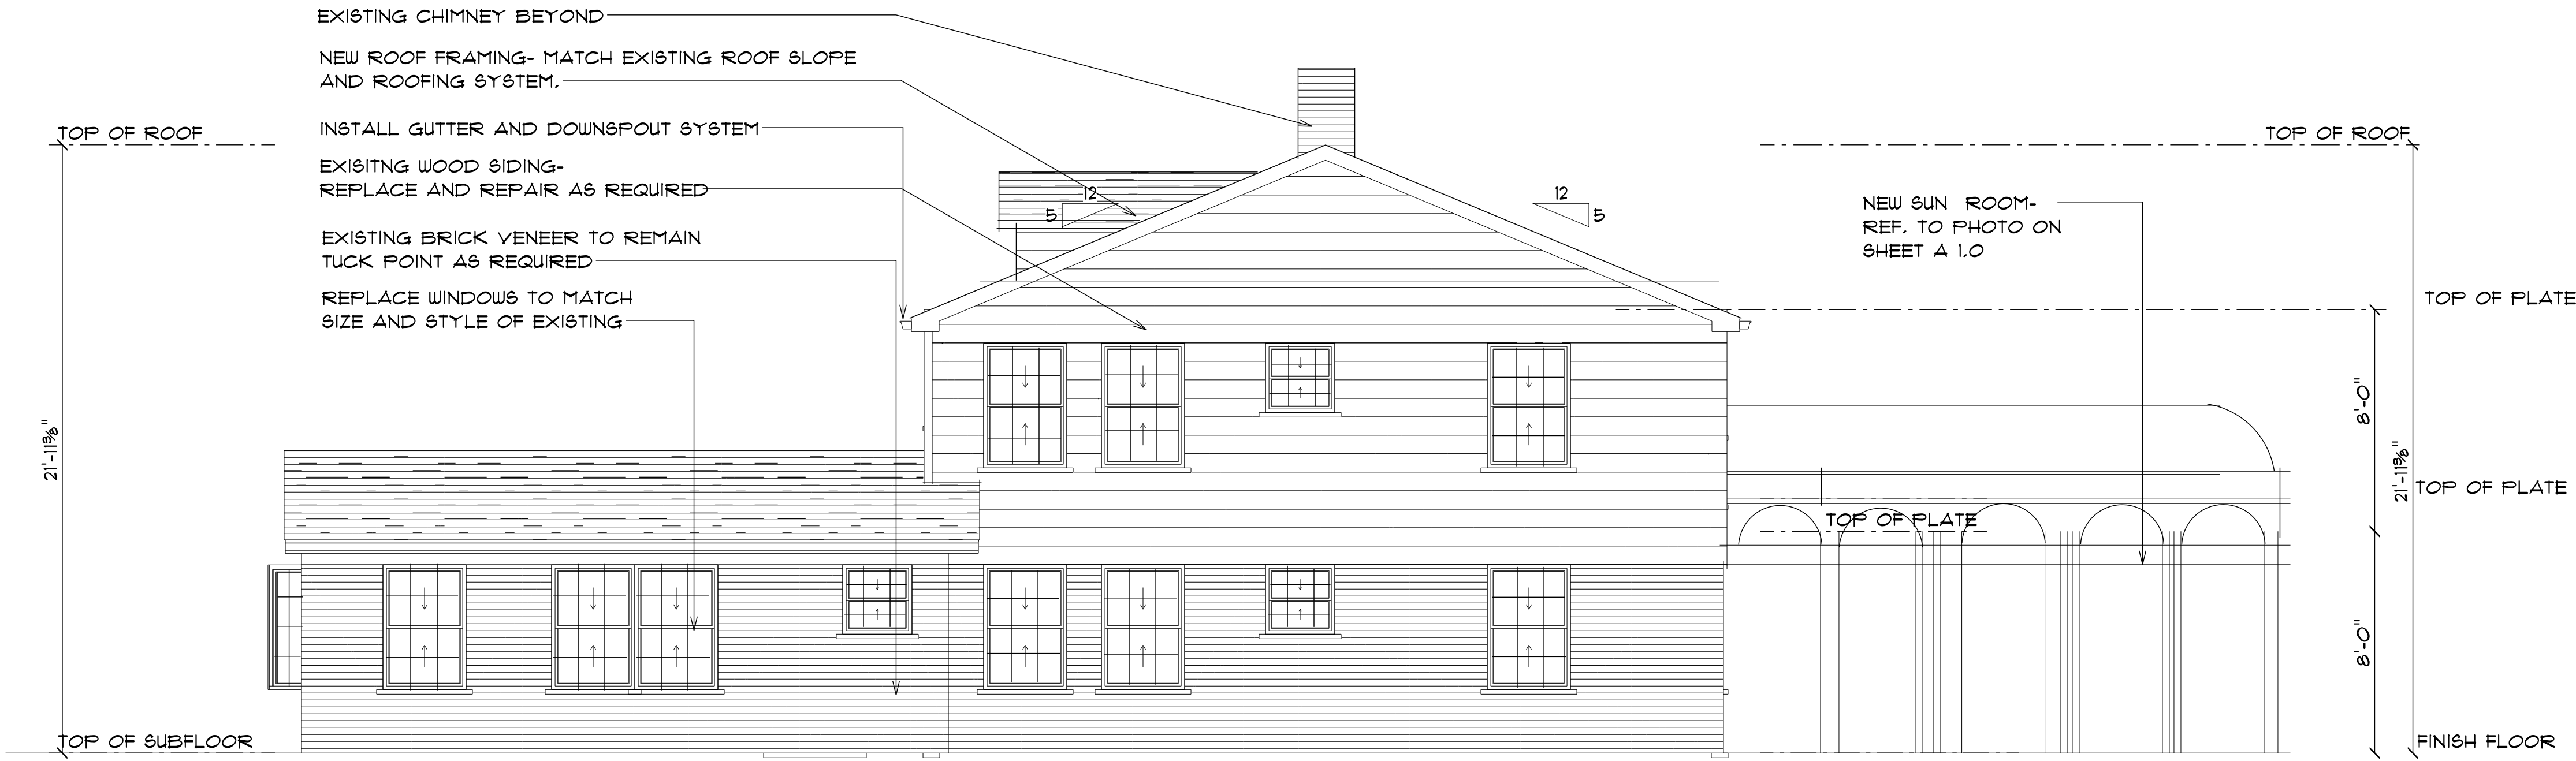 EXISTING CHIMNEY BEYOND
NEW ROOF FRAMING- MATCH EXISTING ROOF SLOPE
AND ROOFING SYSTEM.
INSTALL GUTTER AND DOWNSPOUT SYSTEM
EXISITNG WOOD SIDING-
REPLACE AND REPAIR AS REQUIRED
EXISTING BRICK VENEER TO REMAIN
TUCK POINT AS REQUIRED
REPLACE WINDOWS TO MATCH
SIZE AND STYLE OF EXISTING
TOP OF ROOF
21'-11⅜"
TOP OF SUBFLOOR
12
5
12
5
NEW SUN ROOM-
REF. TO PHOTO ON
SHEET A 1.0
TOP OF ROOF
TOP OF PLATE
8'-0"
21'-11⅜"
TOP OF PLATE
TOP OF PLATE
8'-0"
FINISH FLOOR